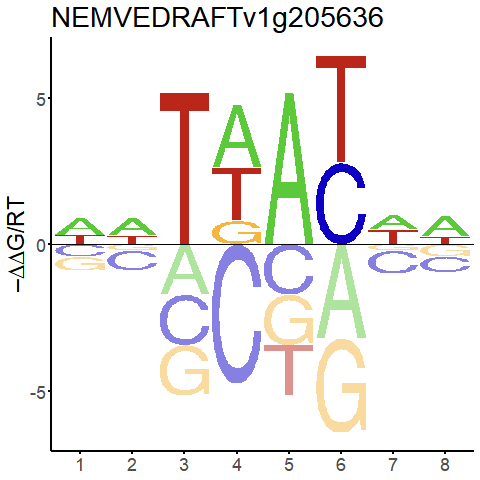 NEMVEDRAFTv1g205636
−ΔΔG/RT
5
0
-5
A A T A A T A A
T T T C T T
G
C G A C C A C G
G C C G G C C
G T
1 2 3 4 5 6 7 8